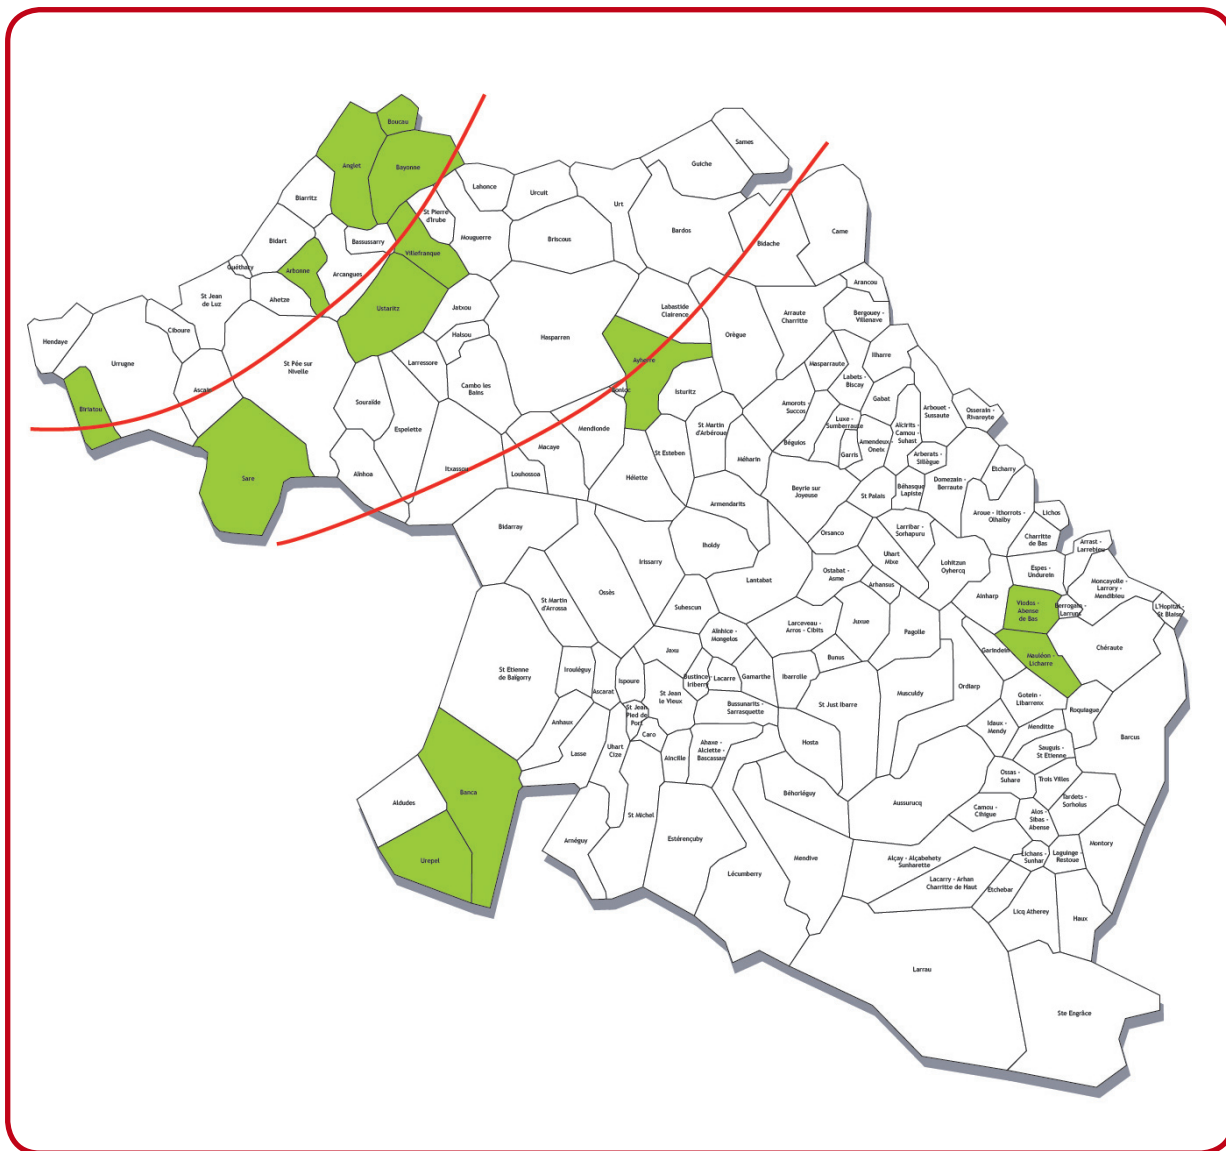 Boucau
Anglet
Bayonne
Sames
Guiche
Lahonce
Urcuit
Biarritz
Urt
St Pierre
d'Irube
Bardos
Came
Bidart
Bassussarry
Mouguerre
Briscous
Bidache
Villefranque
Guéthary
Arbonne
Arcangues
Arancou
St Jean
de Luz
Ahetze
Ustaritz
Jatxou
Labastide
Clairence
Orègue
Arraute
Charritte
Bergouey -
Villenave
Hendaye
Ciboure
Urrugne
Halsou
Hasparren
Ilharre
St Pée sur
Nivelle
Larressore
Ayherre
Masparraute
Labets -
Biscay
Ascain
Cambo les
Bains
Isturitz
Gabat
Biriatou
Souraïde
Amorots -
Succos
Arbouet -
Sussaute
Osserain -
Rivareyte
Espelette
Mendionde
St Martin
d'Arbéroue
Luxe -
Sumberraute
Alcirits -
Camou -
Suhast
Macaye
St Esteben
Béguios
Amendeux -
Oneix
Garris
Arberats -
Sillègue
Sare
Aïnhoa
Itxassou
Louhossoa
Hélette
Méharin
Beyrie sur
Joyeuse
St Palais
Béhasque
Lapiste
Domezain -
Berraute
Etcharry
Armendarits
Aroue - Ithorrots -
Olhaïby
Lichos
Bidarray
Orsanco
Larribar -
Sorhapuru
Charritte
de Bas
Arrast -
Larrebieu
Iholdy
Irissarry
Uhart
Mixe
Lohitzun
Oyhercq
Espes -
Undurein
Lantabat
Ostabat -
Asme
Arhansus
Moncayolle -
Larrory -
Mendibieu
Ossès
Ainharp
St Martin
d'Arrossa
Suhescun
Viodos -
Abense
de Bas
Berrogain -
Larruns
L'Hopital -
St Blaise
Larceveau -
Arros - Cibits
Juxue
Pagolle
Aïnhice -
Mongelos
Jaxu
Bunus
Garindein
Mauléon -
Licharre
Chéraute
St Etienne
de Baïgorry
Irouléguy
Ispoure
Bustince -
Iriberry
Lacarre
Gamarthe
Ibarrolle
Ascarat
St Jean
le Vieux
Musculdy
Ordiarp
Gotein -
Libarrenx
Bussunarits -
Sarrasquette
St Just Ibarre
Roquiague
St Jean
Pied de
Port
Anhaux
Caro
Idaux -
Mendy
Menditte
Barcus
Lasse
Uhart
Cize
Aincille
Ahaxe -
Alciette -
Bascassan
Hosta
Sauguis -
St Etienne
Ossas -
Suhare
Trois Villes
Banca
Béhorléguy
Aldudes
Aussurucq
Tardets -
Sorholus
Camou -
Cihigue
Alos -
Sibas -
Abense
St Michel
Arnéguy
Estérençuby
Montory
Urepel
Mendive
Alçay - Alçabehety
Sunharette
Lichans -
Sunhar
Laguinge -
Restoue
Lécumberry
Lacarry - Arhan
Charritte de Haut
Etchebar
Licq Atherey
Haux
Larrau
Ste Engrâce